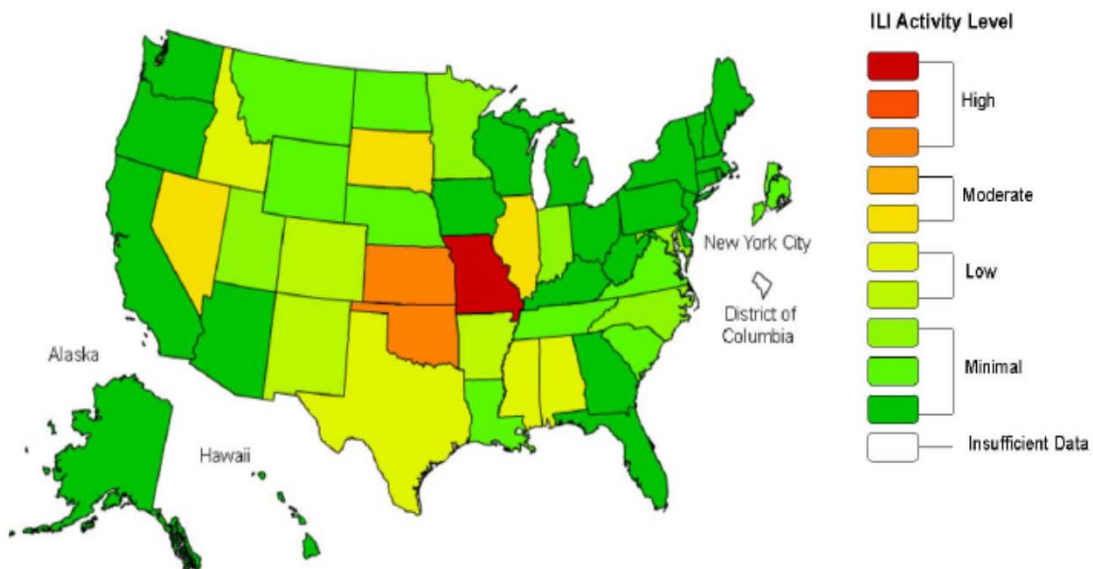 ILI Activity Level
High
Moderate
New York City
Low
District of
Columbia
Alaska
Minimal
Hawaii
Insufficient Data